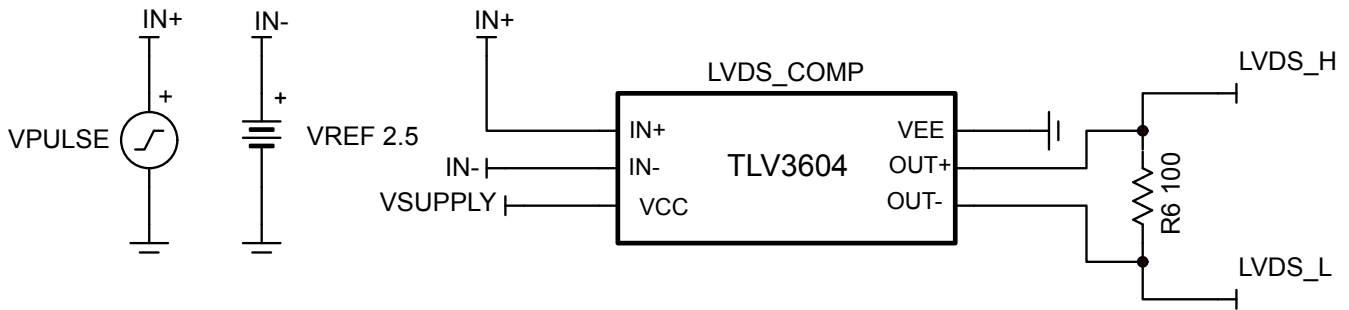 IN+
IN-
IN+
LVDS_COMP
LVDS_H
+
+
VPULSE
VREF 2.5
IN+
VEE
IN-
IN-
TLV3604
OUT+
VSUPPLY
VCC
OUT-
R6 100
LVDS_L